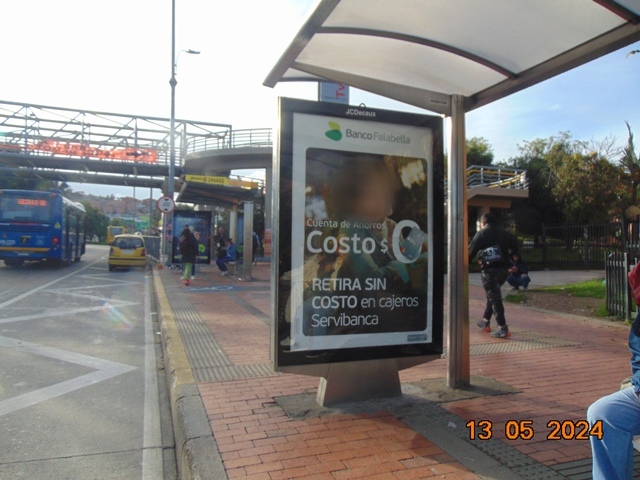 JCDecaux
Banco Falabella
Cuenta de Ahorros
Costo $0
RETIRA SIN
COSTO en cajeros
Servibanca
13 05 2024